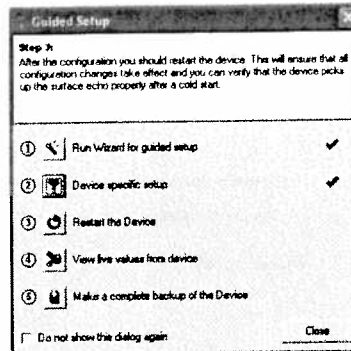 Guided Setup
Step 3:
After the configuration you should restart the device. This will ensure that all
configuration changes take effect and you can verify that the device picks
up the surface echo properly after a cold start.
1 Run Wizard for guided setup
2 Device specific setup
3 Restart the Device
4 View live values from device
5 Make a complete backup of the Device
Do not show this dialog again
Close